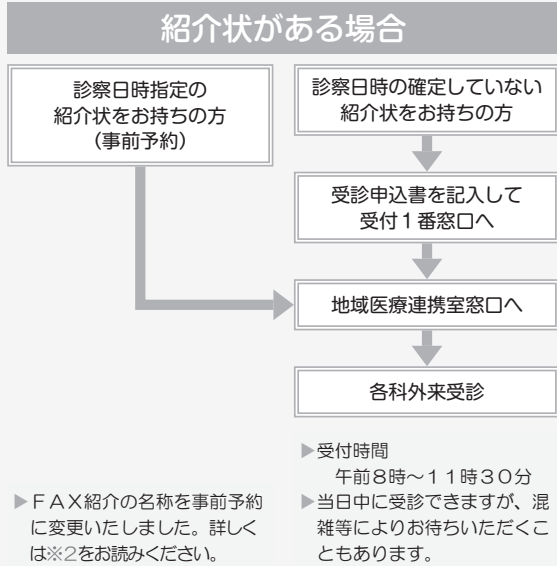 紹介状がある場合
診察日時指定の
紹介状をお持ちの方
(事前予約)
診察日時の確定していない
紹介状をお持ちの方
受診申込書を記入して
受付1番窓口へ
地域医療連携室窓口へ
各科外来受診
▶FAX紹介の名称を事前予約
に変更いたしました。詳しく
は※2をお読みください。
▶受付時間
午前8時～11時30分
▶当日中に受診できますが、混
雑等によりお待ちいただくこ
ともあります。